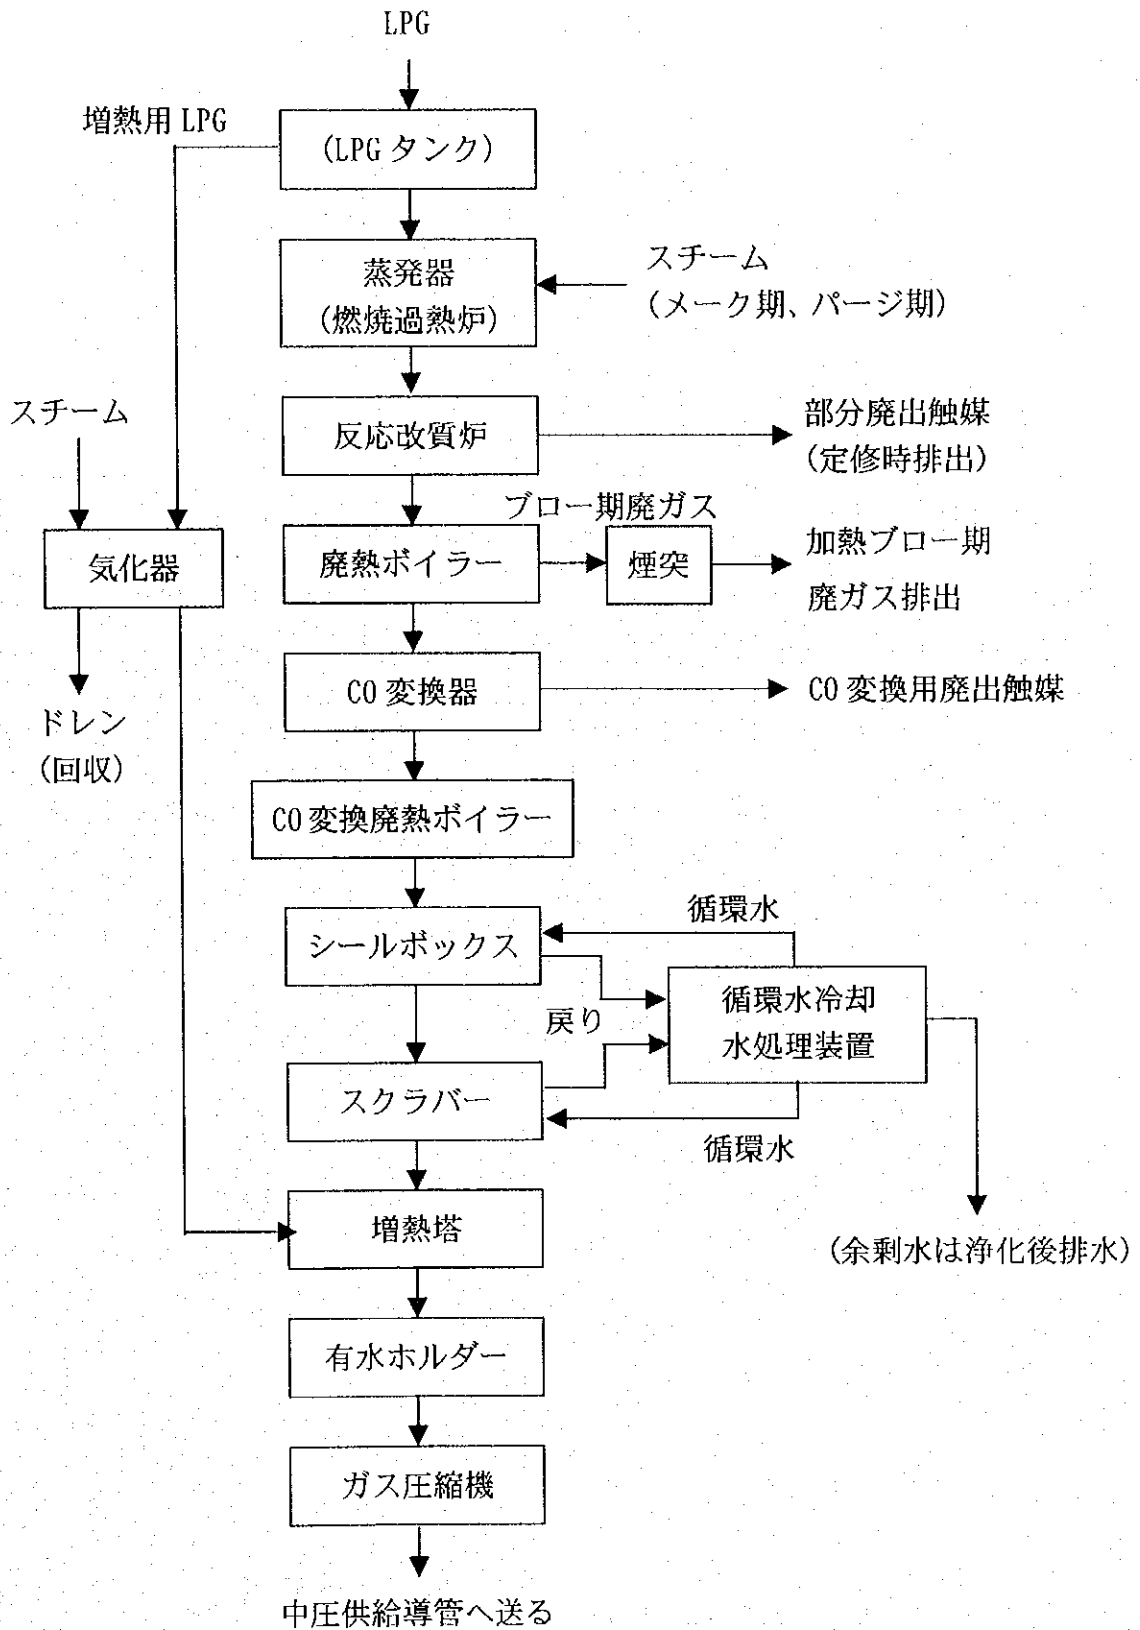 LPG
増熱用 LPG
(LPG タンク)
蒸発器
(燃焼過熱炉)
スチーム
(メーク期、パージ期)
スチーム
反応改質炉
部分廃出触媒
(定修時排出)
ブロー期廃ガス
気化器
廃熱ボイラー
煙突
加熱ブロー期
廃ガス排出
CO 変換器
CO 変換用廃出触媒
ドレン
(回収)
CO 変換廃熱ボイラー
循環水
シールボックス
循環水冷却
水処理装置
戻り
スクラバー
循環水
増熱塔
(余剰水は浄化後排水)
有水ホルダー
ガス圧縮機
中圧供給導管へ送る